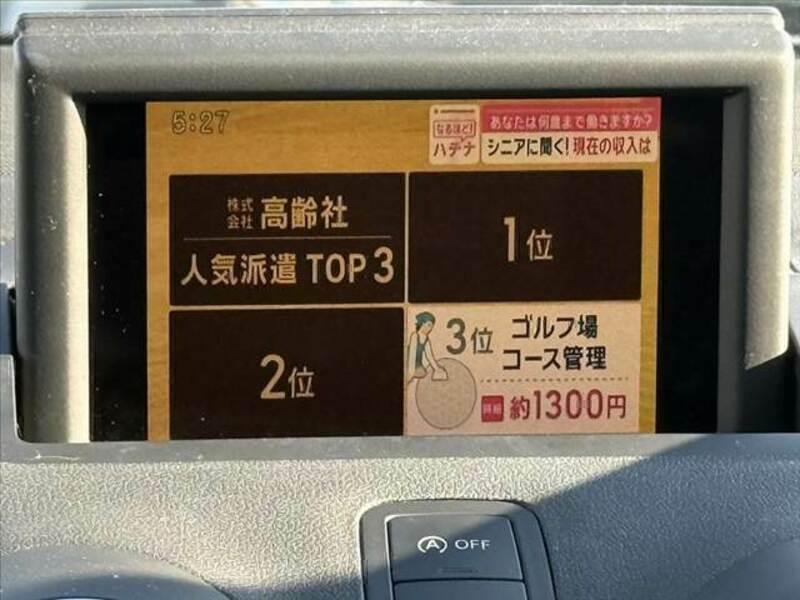 5:27
なるほど!
ハテナ
あなたは何歳まで働きますか?
シニアに聞く!現在の収入は
株式会社 高齢社
人気派遣 TOP3
1位
2位
3位 ゴルフ場
コース管理
時給 約1300円
A OFF